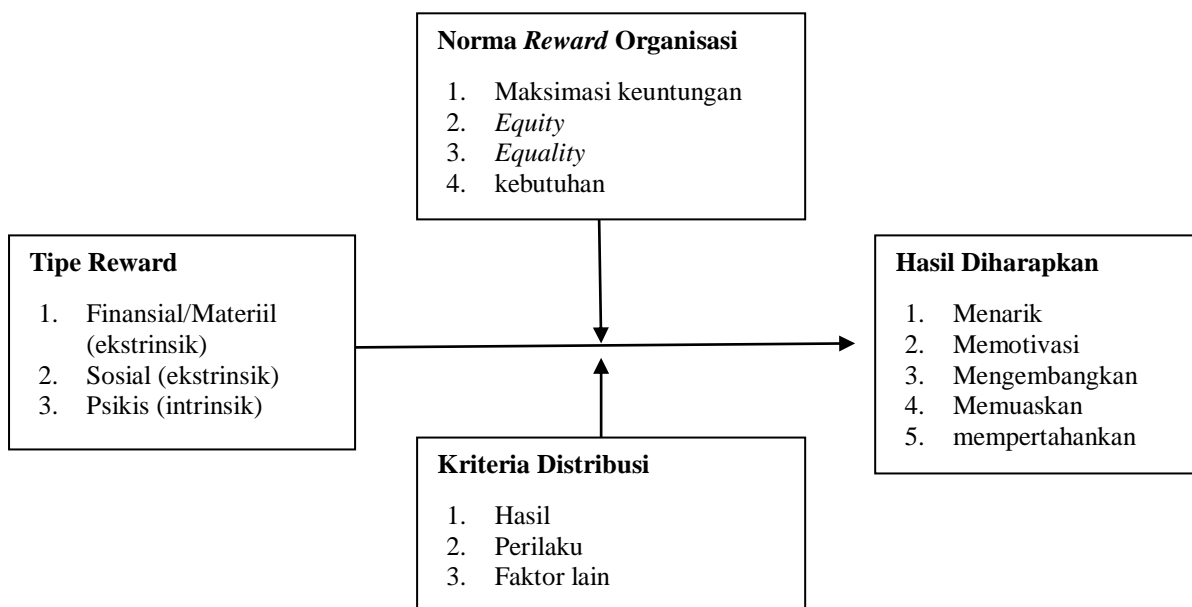 Norma Reward Organisasi
1. Maksimasi keuntungan
2. Equity
3. Equality
4. kebutuhan
Tipe Reward
1. Finansial/Materiil
(ekstrinsik)
2. Sosial (ekstrinsik)
3. Psikis (intrinsik)
Hasil Diharapkan
1. Menarik
2. Memotivasi
3. Mengembangkan
4. Memuaskan
5. mempertahankan
Kriteria Distribusi
1. Hasil
2. Perilaku
3. Faktor lain